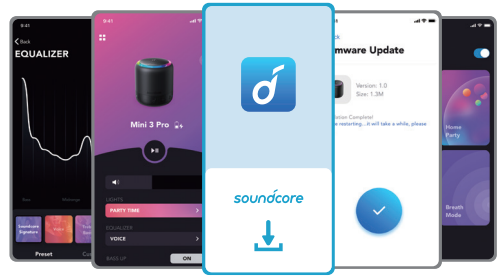 9:41
Back
EQUALIZER
Soundcore
Signature
Preset
9:41
Mini 3 Pro
LIGHTS
PARTY TIME
EQUALIZER
VOICE
BASS UP
ON
soundcore
mware Update
Version: 1.0
Size: 1.3M
ation Complete!
restarting...it will take a while, please
Home
Party
Breath
Mode